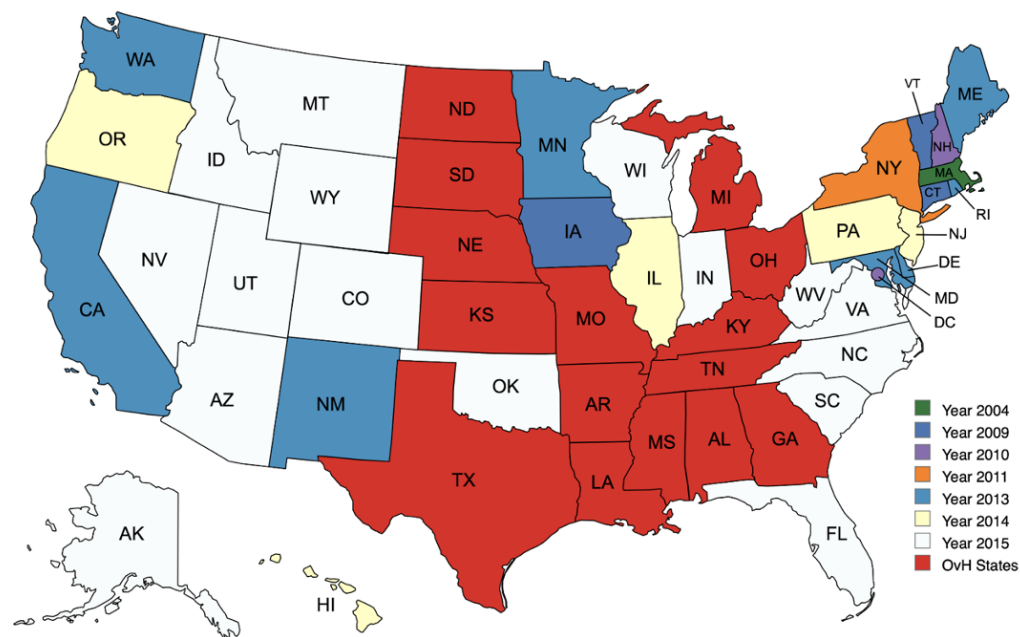 WA
MT
ND
MN
VT
ME
OR
ID
SD
WI
NH
NY
MA
WY
MI
CT
RI
NE
IA
PA
NJ
NV
UT
CO
IL
IN
OH
DE
CA
KS
MO
WV
VA
MD
KY
DC
NC
TN
AZ
NM
OK
AR
SC
MS
AL
GA
TX
LA
AK
FL
HI
Year 2004
Year 2009
Year 2010
Year 2011
Year 2013
Year 2014
Year 2015
OvH States